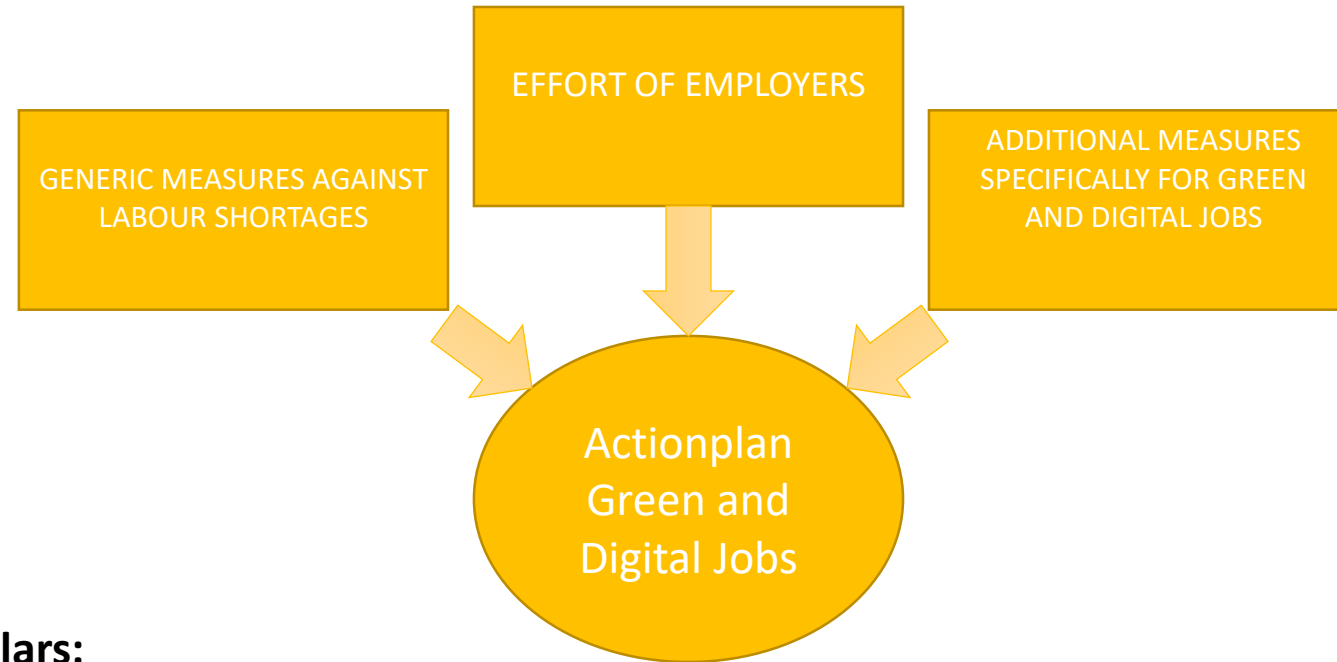 EFFORT OF EMPLOYERS
GENERIC MEASURES AGAINST
LABOUR SHORTAGES
ADDITIONAL MEASURES
SPECIFICALLY FOR GREEN
AND DIGITAL JOBS
Actionplan
Green and
Digital Jobs